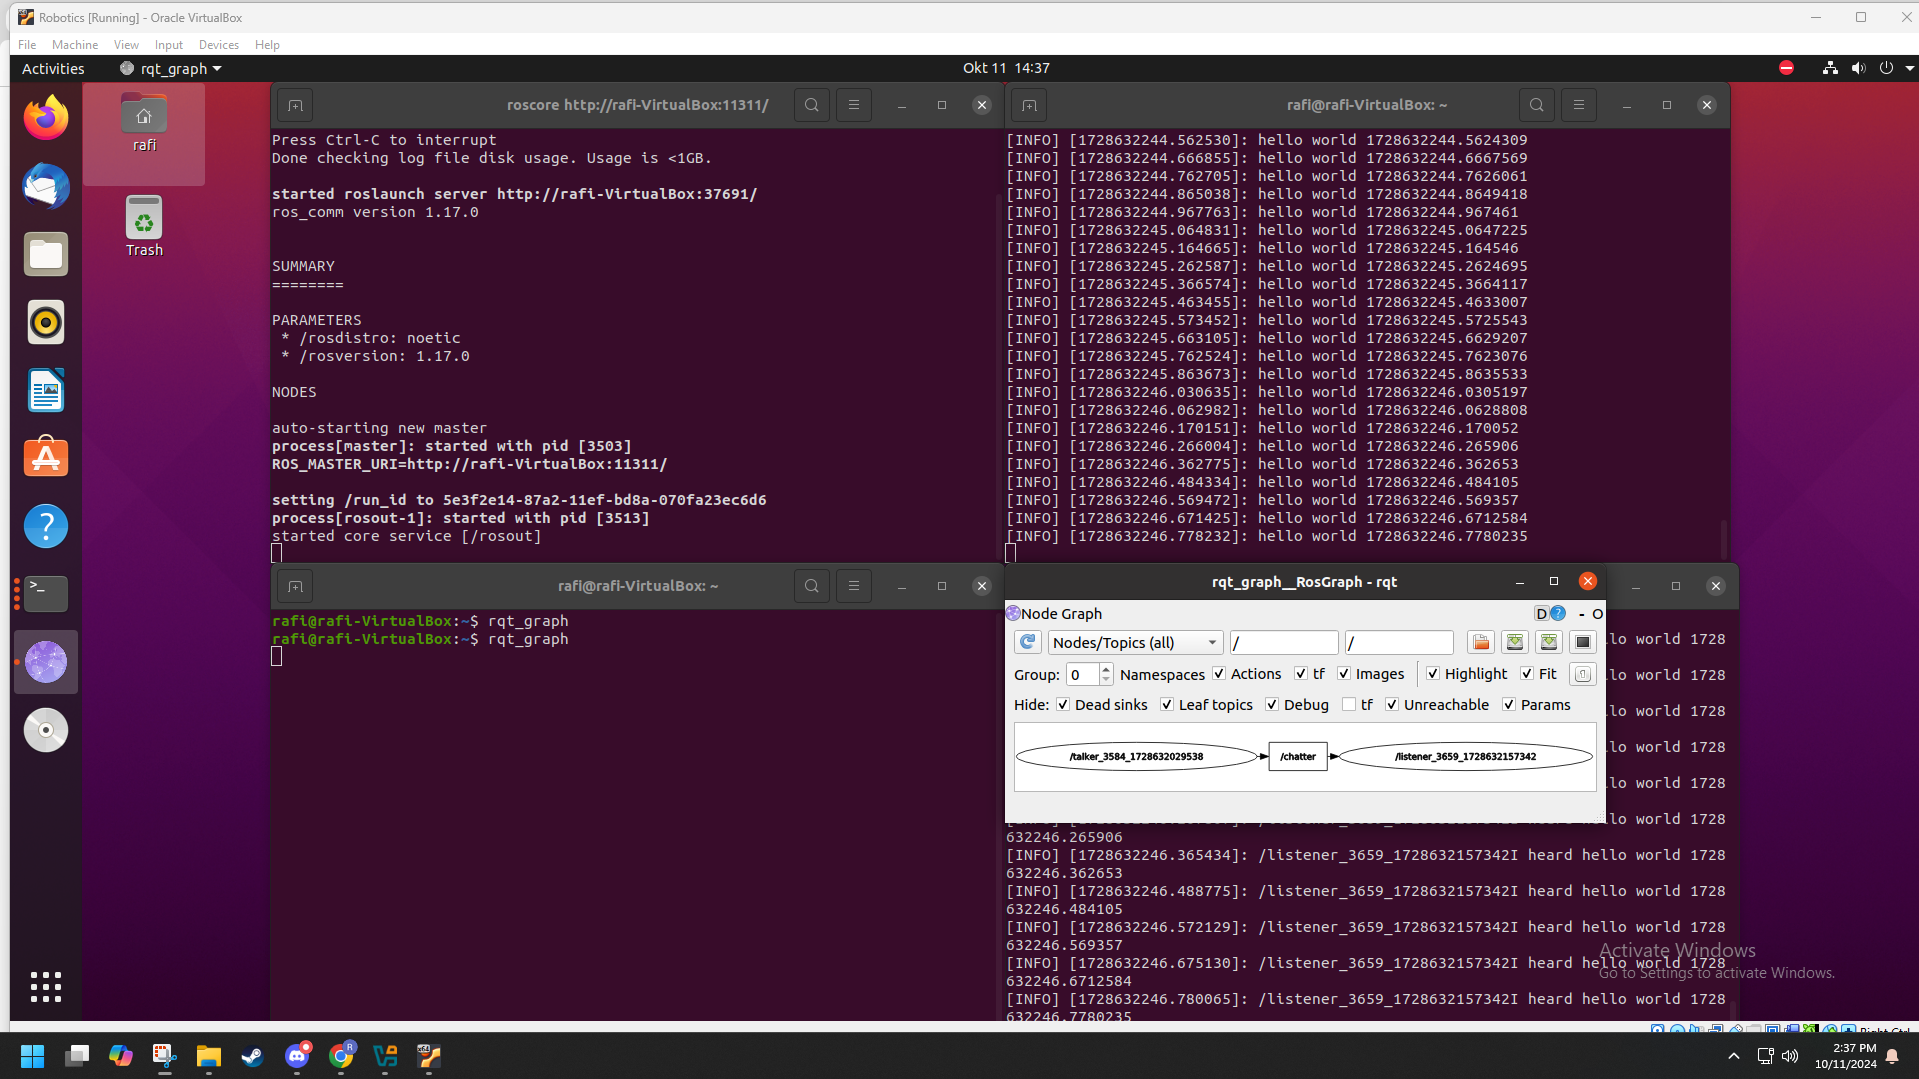 Robotics [Running] - Oracle VirtualBox
File Machine View Input Devices Help
Activities
rqt_graph
Okt 11 14:37
rafi
Trash
roscore http://rafi-VirtualBox:11311/
Press Ctrl-C to interrupt
Done checking log file disk usage. Usage is <1GB.
started roslaunch server http://rafi-VirtualBox:37691/
ros_comm version 1.17.0
SUMMARY
========
PARAMETERS
* /rosdistro: noetic
* /rosversion: 1.17.0
NODES
auto-starting new master
process[master]: started with pid [3503]
ROS_MASTER_URI=http://rafi-VirtualBox:11311/
setting /run_id to 5e3f2e14-87a2-11ef-bd8a-070fa23ec6d6
process[rosout-1]: started with pid [3513]
started core service [/rosout]
rafi@rafi-VirtualBox: ~
[INFO] [1728632244.562530]: hello world 1728632244.5624309
[INFO] [1728632244.666855]: hello world 1728632244.6667569
[INFO] [1728632244.762705]: hello world 1728632244.7626061
[INFO] [1728632244.865038]: hello world 1728632244.8649418
[INFO] [1728632244.967763]: hello world 1728632244.967461
[INFO] [1728632245.064831]: hello world 1728632245.0647225
[INFO] [1728632245.164665]: hello world 1728632245.164546
[INFO] [1728632245.262587]: hello world 1728632245.2624695
[INFO] [1728632245.366574]: hello world 1728632245.3664117
[INFO] [1728632245.463455]: hello world 1728632245.4633007
[INFO] [1728632245.573452]: hello world 1728632245.5725543
[INFO] [1728632245.663105]: hello world 1728632245.6629207
[INFO] [1728632245.762524]: hello world 1728632245.7623076
[INFO] [1728632245.863673]: hello world 1728632245.8635533
[INFO] [1728632246.030635]: hello world 1728632246.0305197
[INFO] [1728632246.062982]: hello world 1728632246.0628808
[INFO] [1728632246.170151]: hello world 1728632246.170052
[INFO] [1728632246.266004]: hello world 1728632246.265906
[INFO] [1728632246.362775]: hello world 1728632246.362653
[INFO] [1728632246.484334]: hello world 1728632246.484105
[INFO] [1728632246.569472]: hello world 1728632246.569357
[INFO] [1728632246.671425]: hello world 1728632246.6712584
[INFO] [1728632246.778232]: hello world 1728632246.7780235
rafi@rafi-VirtualBox: ~
rafi@rafi-VirtualBox:~$ rqt_graph
rafi@rafi-VirtualBox:~$ rqt_graph
rqt_graph__RosGraph - rqt
Node Graph
D - O
Nodes/Topics (all) / /
Group: 0 Namespaces Actions tf Images Highlight Fit
Hide: Dead sinks Leaf topics Debug tf Unreachable Params
/talker_3584_1728632029538 /chatter /listener_3659_1728632157342
lo world 1728
lo world 1728
lo world 1728
lo world 1728
lo world 1728
lo world 1728
632246.265906
[INFO] [1728632246.365434]: /listener_3659_1728632157342I heard hello world 1728
632246.362653
[INFO] [1728632246.488775]: /listener_3659_1728632157342I heard hello world 1728
632246.484105
[INFO] [1728632246.572129]: /listener_3659_1728632157342I heard hello world 1728
632246.569357
[INFO] [1728632246.675130]: /listener_3659_1728632157342I heard hello world 1728
632246.6712584
[INFO] [1728632246.780065]: /listener_3659_1728632157342I heard hello world 1728
632246.7780235
Activate Windows
Go to Settings to activate Windows.
Right Ctrl
2:37 PM
10/11/2024